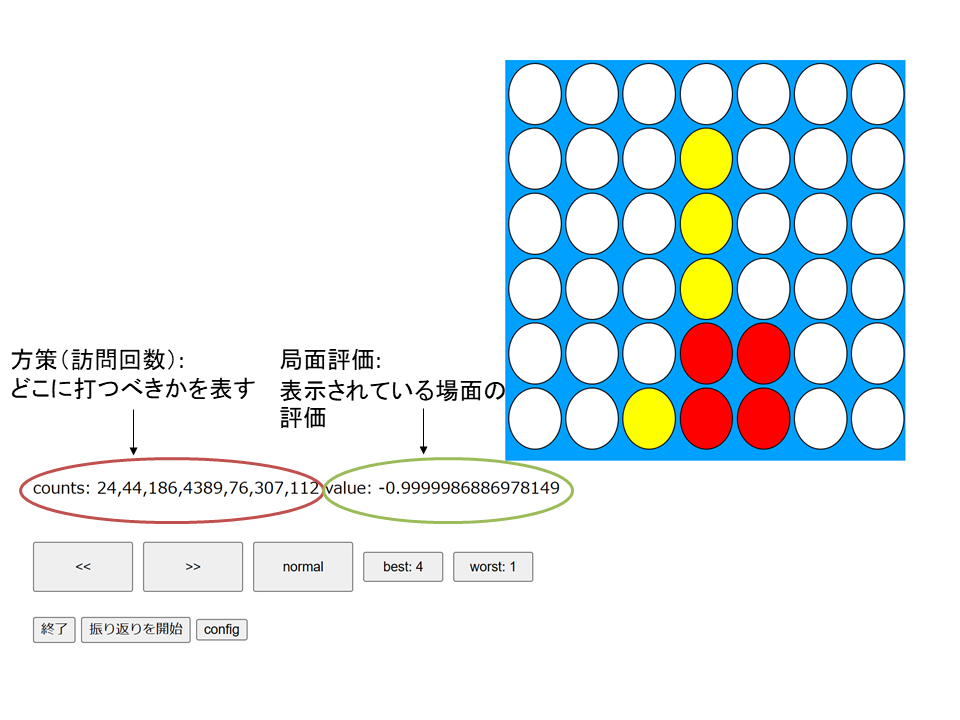 方策(訪問回数):
どこに打つべきかを表す
局面評価:
表示されている場面の
評価
counts: 24,44,186,4389,76,307,112 value: -0.9999986886978149
<< >> normal best: 4 worst: 1
終了 振り返りを開始 config